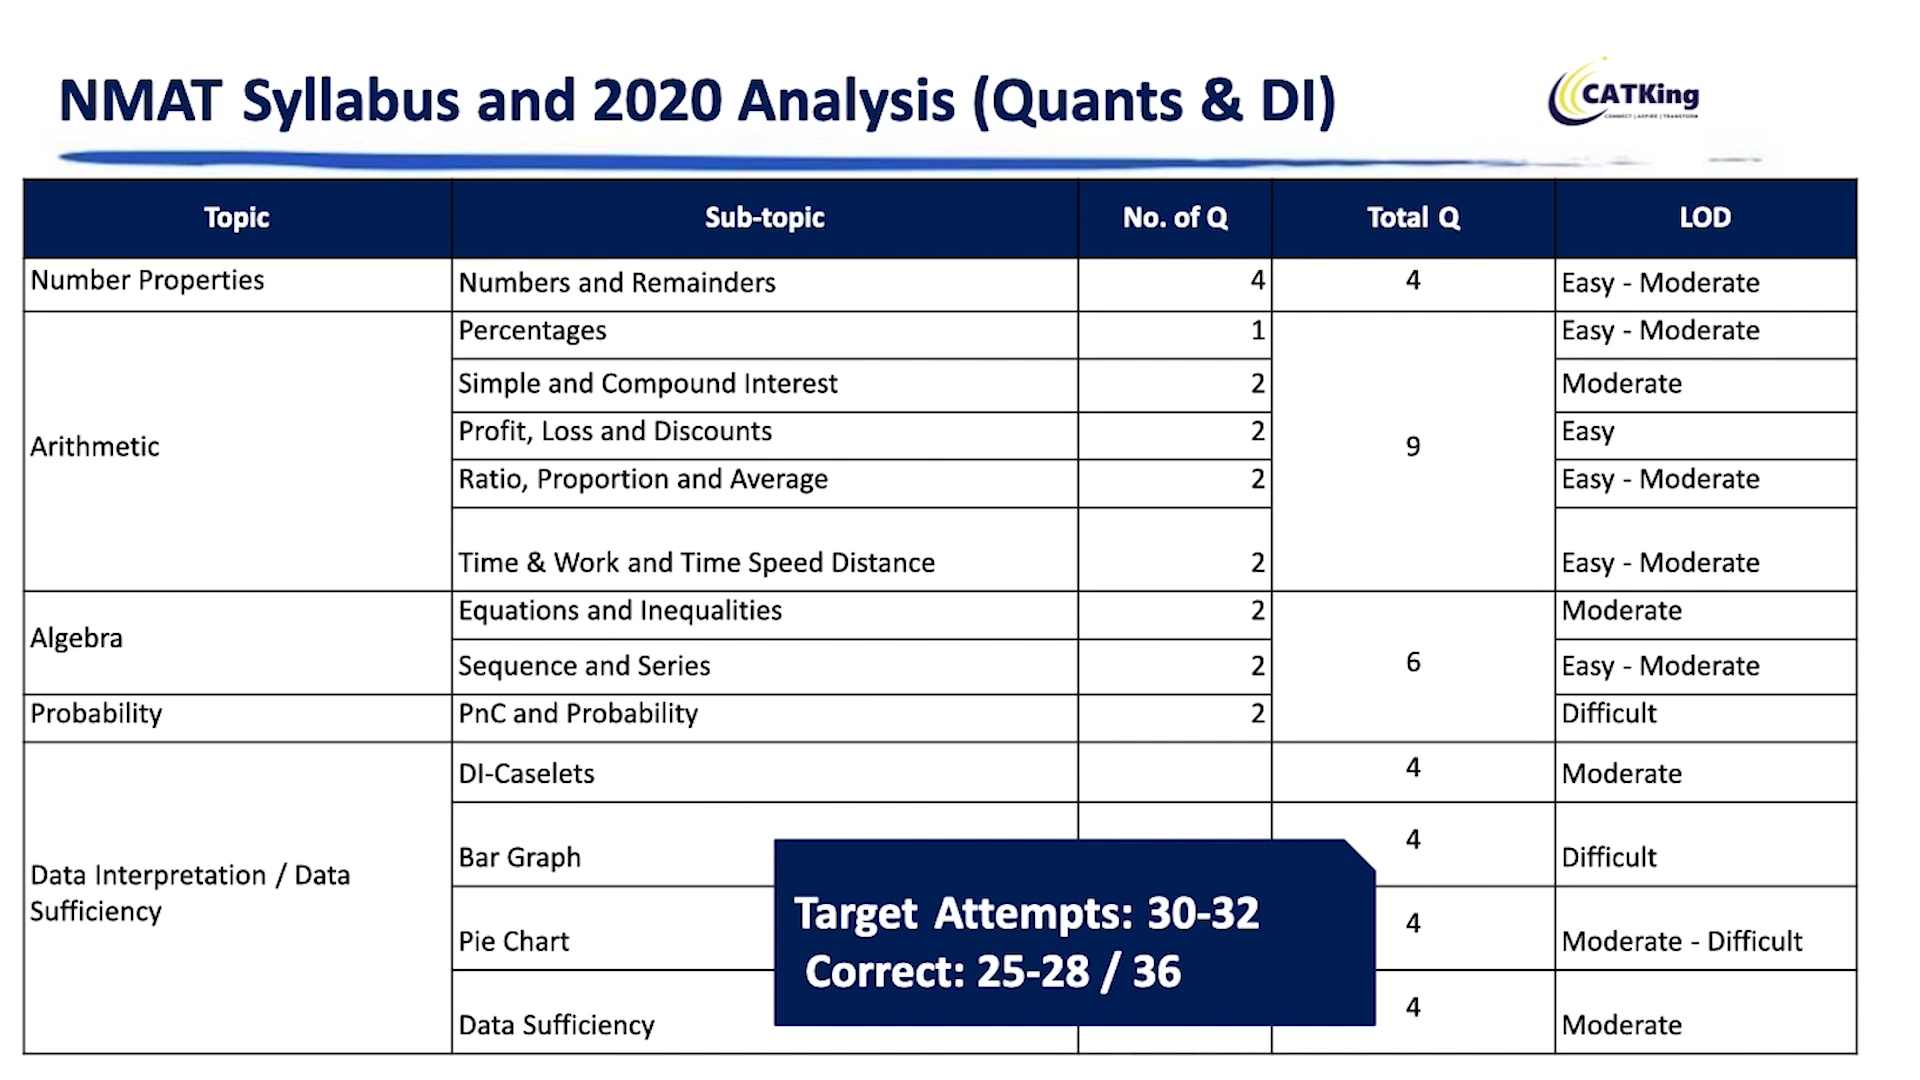 NMAT Syllabus and 2020 Analysis (Quants & DI)
CATKing
CONNECT | ASPIRE | TRANSFORM
Topic Sub-topic No. of Q Total Q LOD
Number Properties Numbers and Remainders 4 4 Easy - Moderate
Arithmetic Percentages 1 9 Easy - Moderate
Simple and Compound Interest 2 Moderate
Profit, Loss and Discounts 2 Easy
Ratio, Proportion and Average 2 Easy - Moderate
Time & Work and Time Speed Distance 2 Easy - Moderate
Algebra Equations and Inequalities 2 6 Moderate
Sequence and Series 2 Easy - Moderate
Probability PnC and Probability 2 Difficult
Data Interpretation / Data
Sufficiency
DI-Caselets 4 Moderate
Bar Graph 4 Difficult
Pie Chart 4 Moderate - Difficult
Data Sufficiency 4 Moderate
Target Attempts: 30-32
Correct: 25-28 / 36